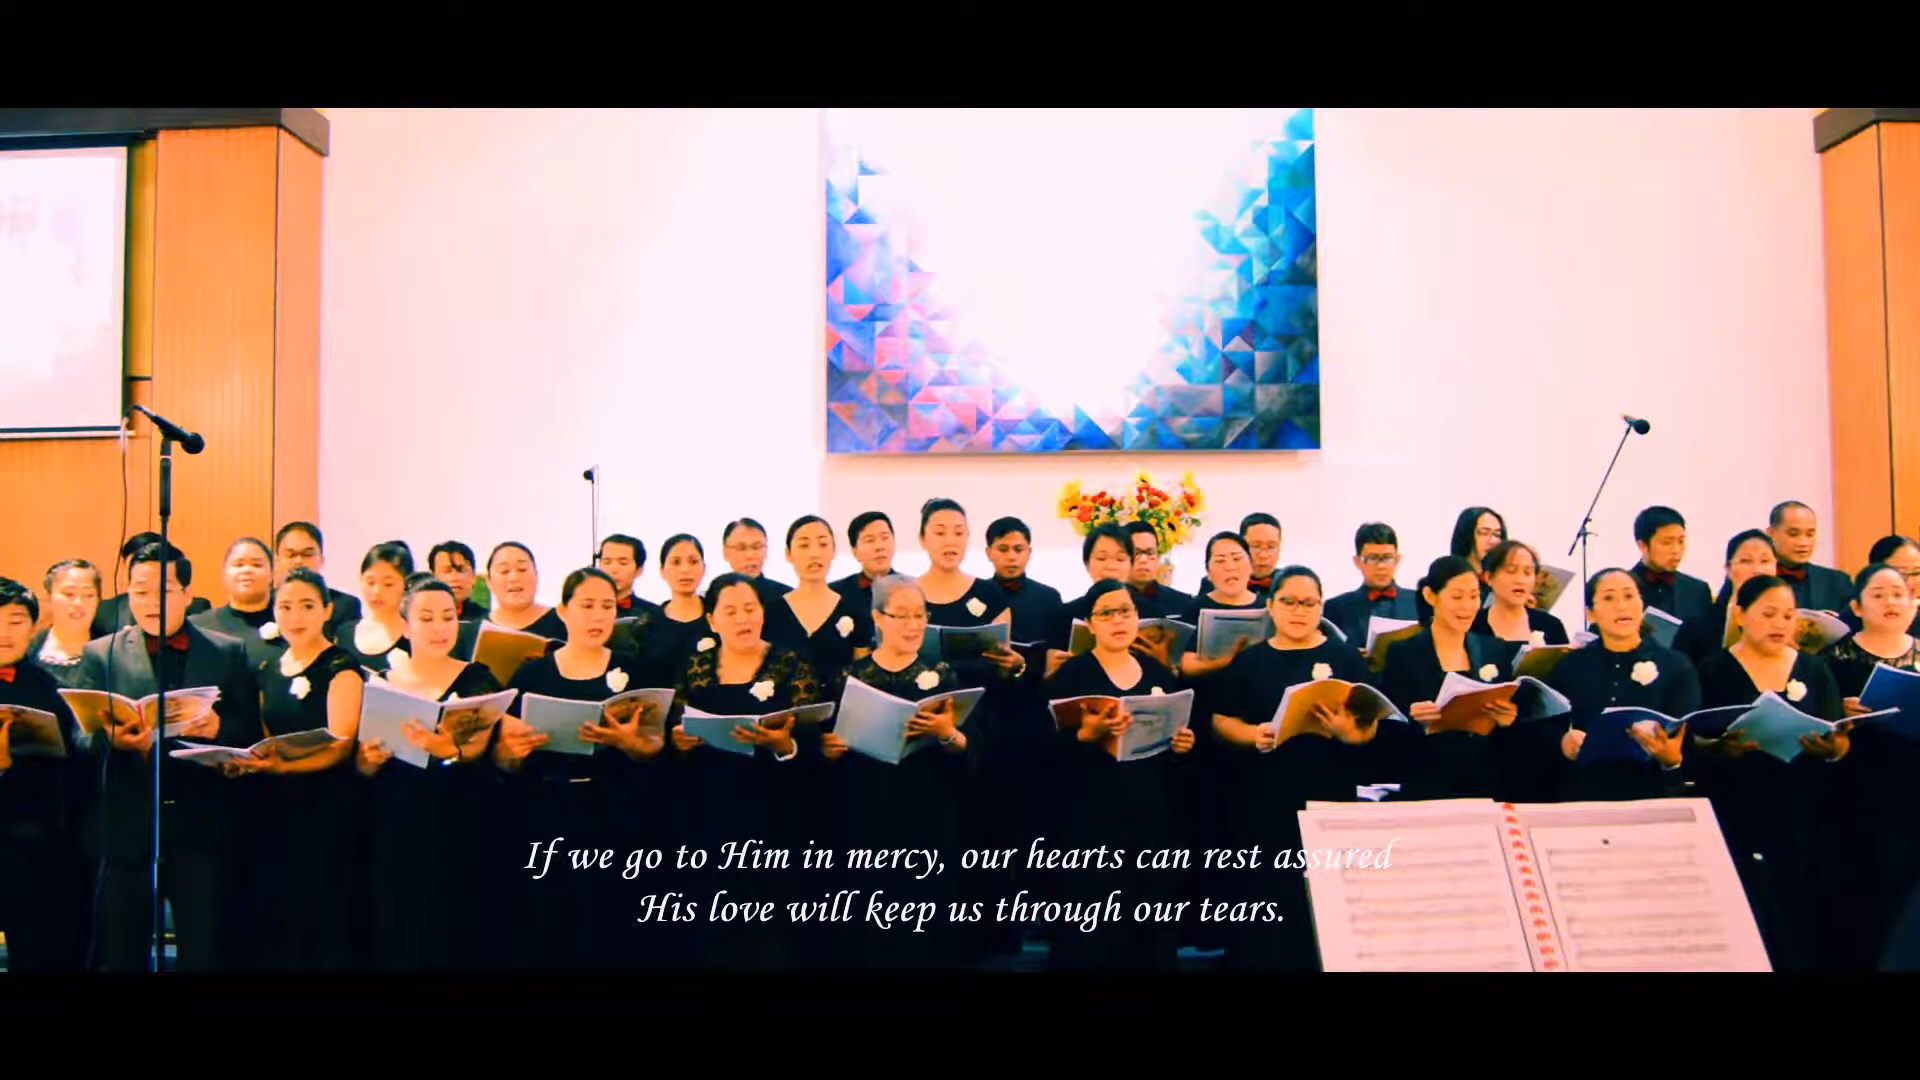 If we go to Him in mercy, our hearts can rest assured
His love will keep us through our tears.